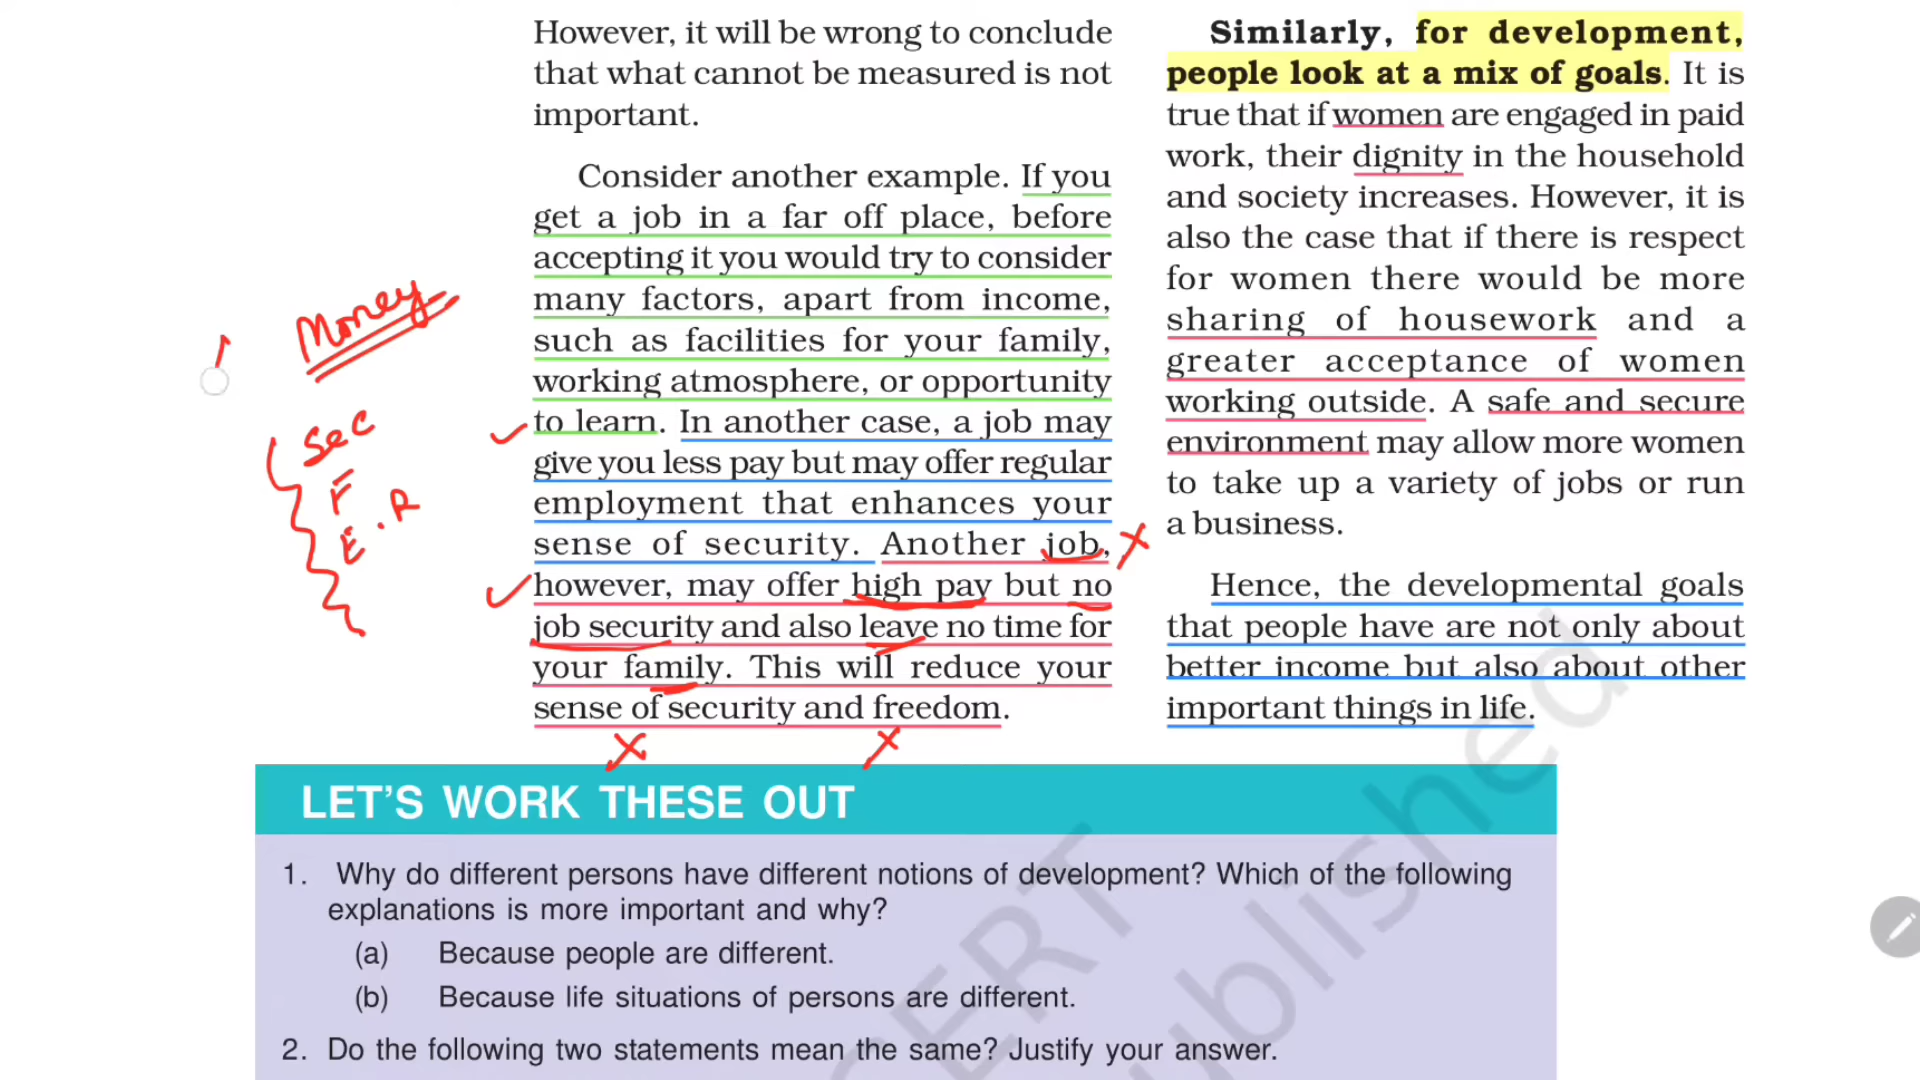 However, it will be wrong to conclude
that what cannot be measured is not
important.
Consider another example. If you
get a job in a far off place, before
accepting it you would try to consider
many factors, apart from income,
such as facilities for your family,
working atmosphere, or opportunity
to learn. In another case, a job may
give you less pay but may offer regular
employment that enhances your
sense of security. Another job,
however, may offer high pay but no
job security and also leave no time for
your family. This will reduce your
sense of security and freedom.
Money
Sec
F
E.R
Similarly, for development,
people look at a mix of goals. It is
true that if women are engaged in paid
work, their dignity in the household
and society increases. However, it is
also the case that if there is respect
for women there would be more
sharing of housework and a
greater acceptance of women
working outside. A safe and secure
environment may allow more women
to take up a variety of jobs or run
a business.
Hence, the developmental goals
that people have are not only about
better income but also about other
important things in life.
LET'S WORK THESE OUT
1. Why do different persons have different notions of development? Which of the following
explanations is more important and why?
(a) Because people are different.
(b) Because life situations of persons are different.
2. Do the following two statements mean the same? Justify your answer.